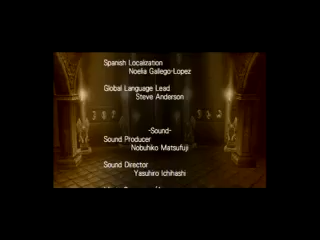 Spanish Localization
Noelia Gallego-Lopez
Global Language Lead
Steve Anderson
-Sound-
Sound Producer
Nobuhiko Matsufuji
Sound Director
Yasuhiro Ichihashi